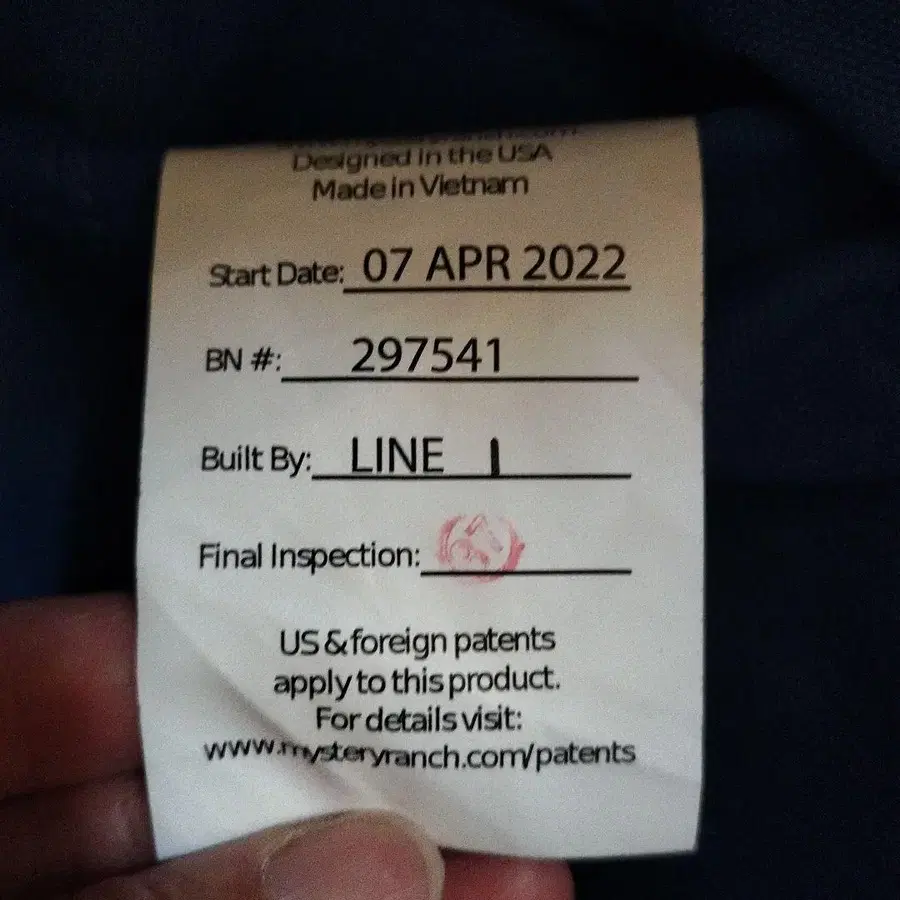 Designed in the USA
Made in Vietnam
Start Date: 07 APR 2022
BN #: 297541
Built By: LINE 1
Final Inspection:
US & foreign patents
apply to this product.
For details visit:
www.mysteryranch.com/patents